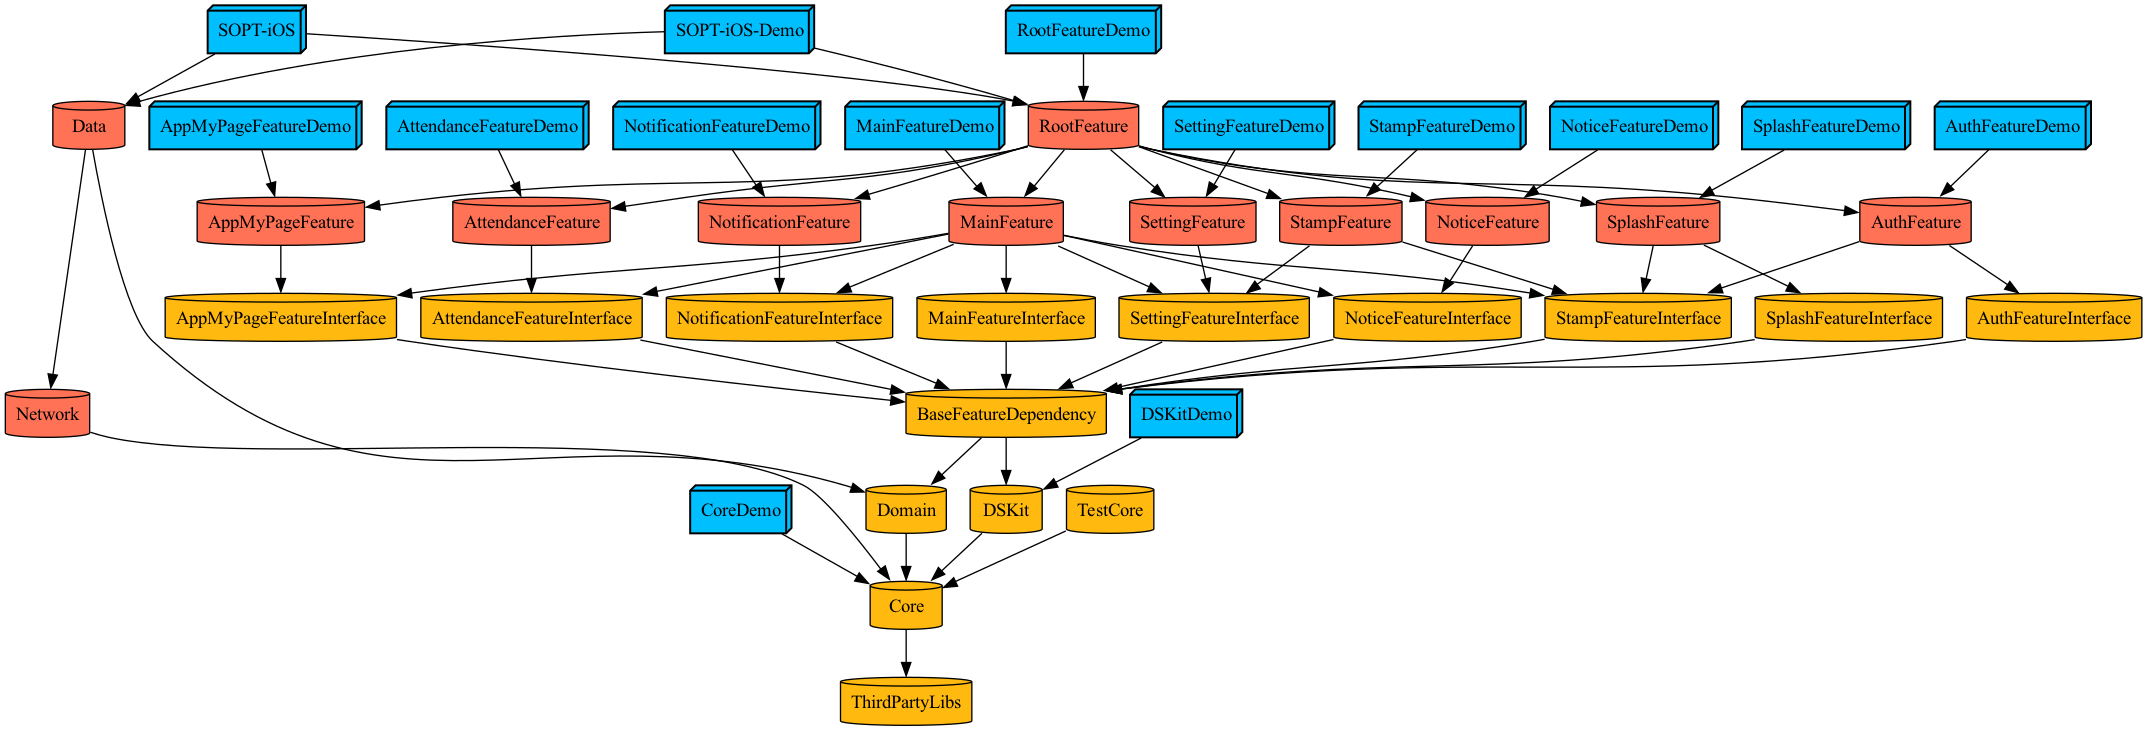 SOPT-iOS
SOPT-iOS-Demo
RootFeatureDemo
Data
AppMyPageFeatureDemo
AttendanceFeatureDemo
NotificationFeatureDemo
MainFeatureDemo
RootFeature
SettingFeatureDemo
StampFeatureDemo
NoticeFeatureDemo
SplashFeatureDemo
AuthFeatureDemo
AppMyPageFeature
AttendanceFeature
NotificationFeature
MainFeature
SettingFeature
StampFeature
NoticeFeature
SplashFeature
AuthFeature
AppMyPageFeatureInterface
AttendanceFeatureInterface
NotificationFeatureInterface
MainFeatureInterface
SettingFeatureInterface
NoticeFeatureInterface
StampFeatureInterface
SplashFeatureInterface
AuthFeatureInterface
Network
BaseFeatureDependency
DSKitDemo
CoreDemo
Domain
DSKit
TestCore
Core
ThirdPartyLibs